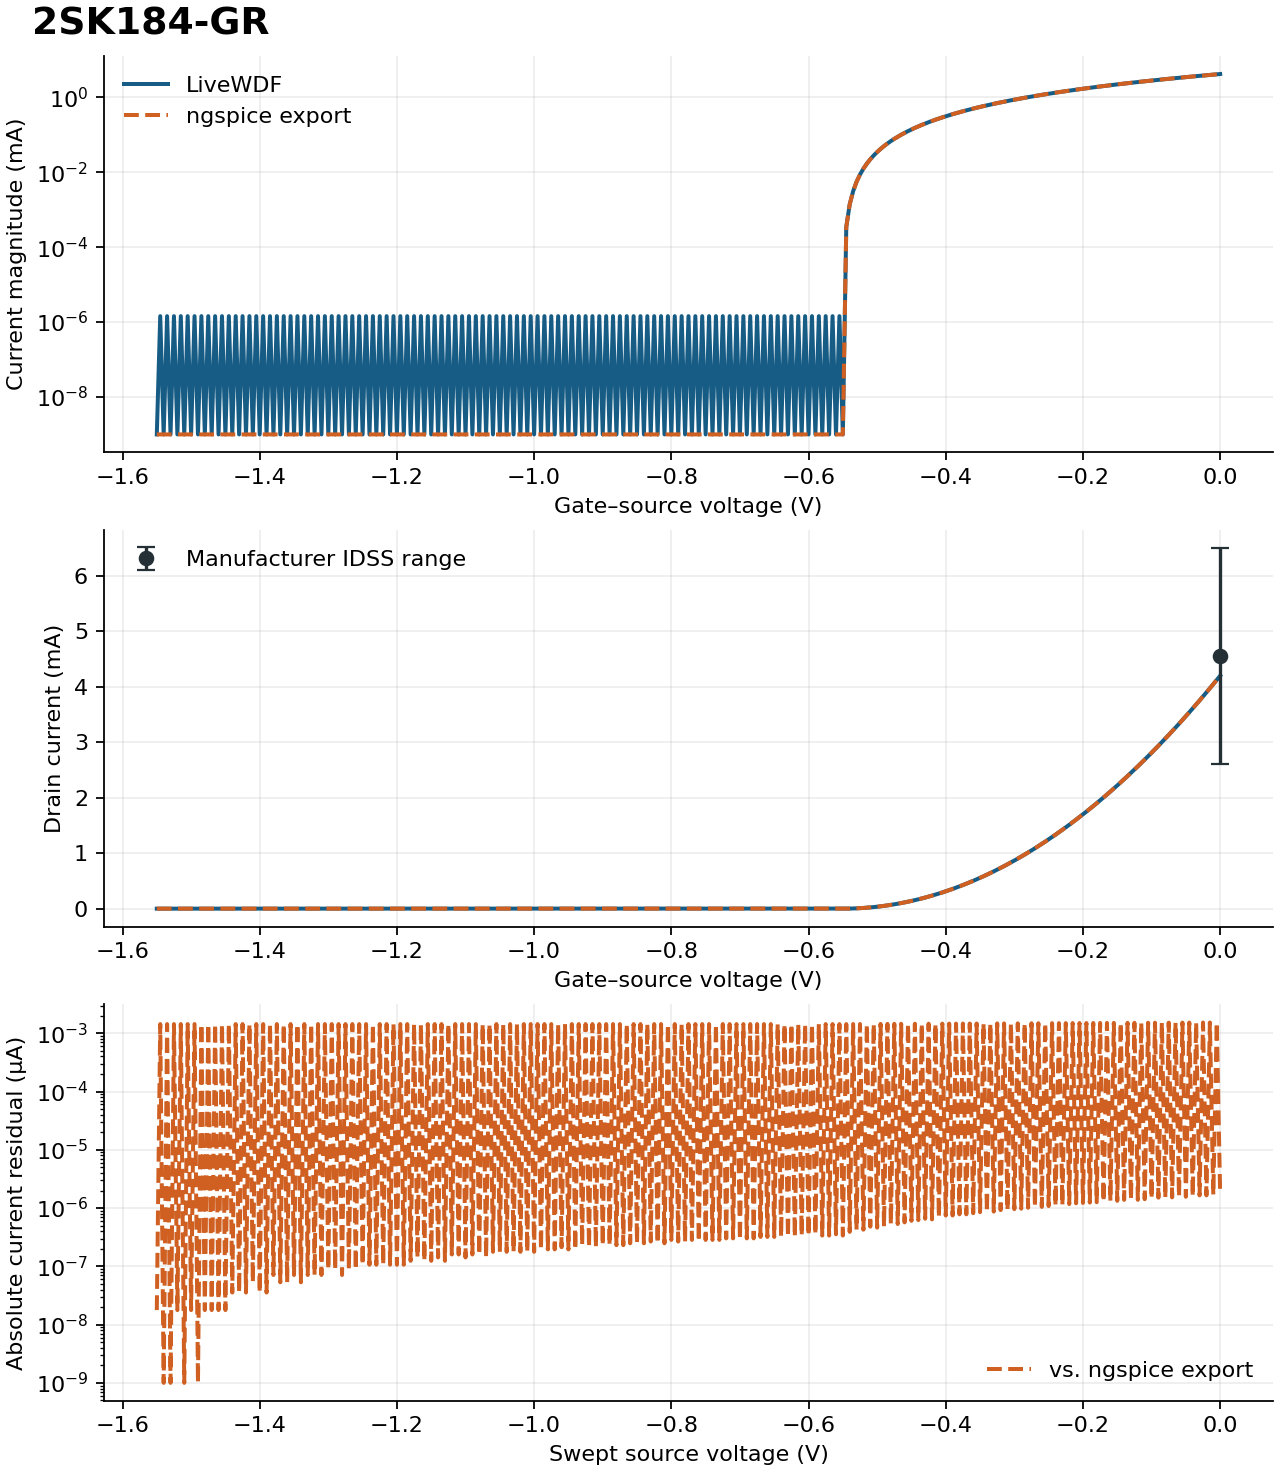 2SK184-GR
LiveWDF
ngspice export
Current magnitude (mA)
10⁰
10⁻²
10⁻⁴
10⁻⁶
10⁻⁸
−1.6 −1.4 −1.2 −1.0 −0.8 −0.6 −0.4 −0.2 0.0
Gate–source voltage (V)
Manufacturer IDSS range
Drain current (mA)
6
5
4
3
2
1
0
−1.6 −1.4 −1.2 −1.0 −0.8 −0.6 −0.4 −0.2 0.0
Gate–source voltage (V)
Absolute current residual (µA)
10⁻³
10⁻⁴
10⁻⁵
10⁻⁶
10⁻⁷
10⁻⁸
10⁻⁹
vs. ngspice export
−1.6 −1.4 −1.2 −1.0 −0.8 −0.6 −0.4 −0.2 0.0
Swept source voltage (V)